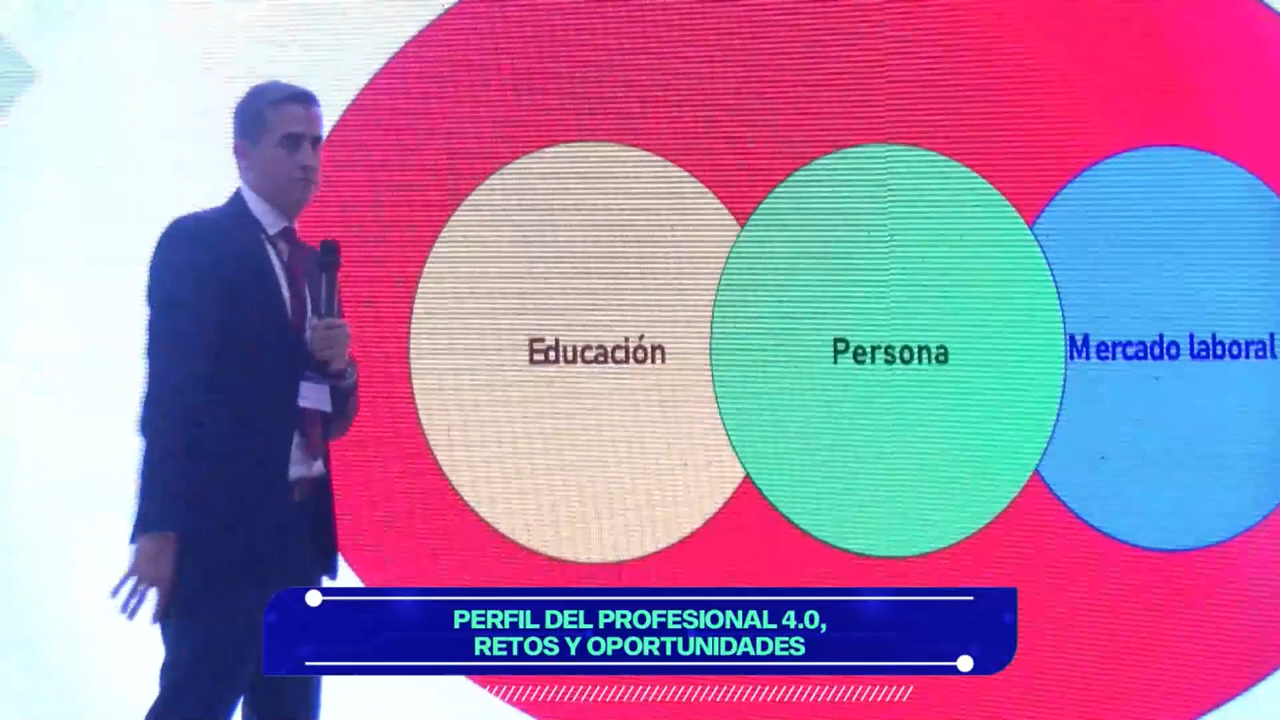 Educación
Persona
Mercado laboral
PERFIL DEL PROFESIONAL 4.0,
RETOS Y OPORTUNIDADES